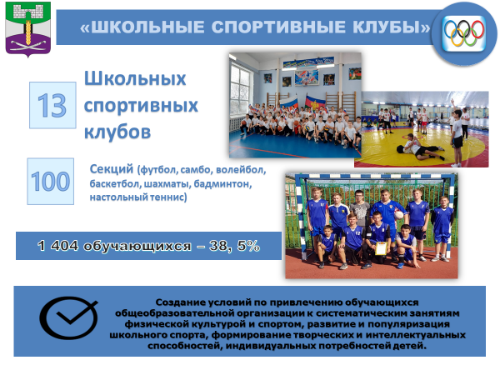 «ШКОЛЬНЫЕ СПОРТИВНЫЕ КЛУБЫ»
13
Школьных
спортивных
клубов
100
Секций (футбол, самбо, волейбол,
баскетбол, шахматы, бадминтон,
настольный теннис)
1 404 обучающихся – 38, 5%
Создание условий по привлечению обучающихся
общеобразовательной организации к систематическим занятиям
физической культурой и спортом, развитие и популяризация
школьного спорта, формирование творческих и интеллектуальных
способностей, индивидуальных потребностей детей.